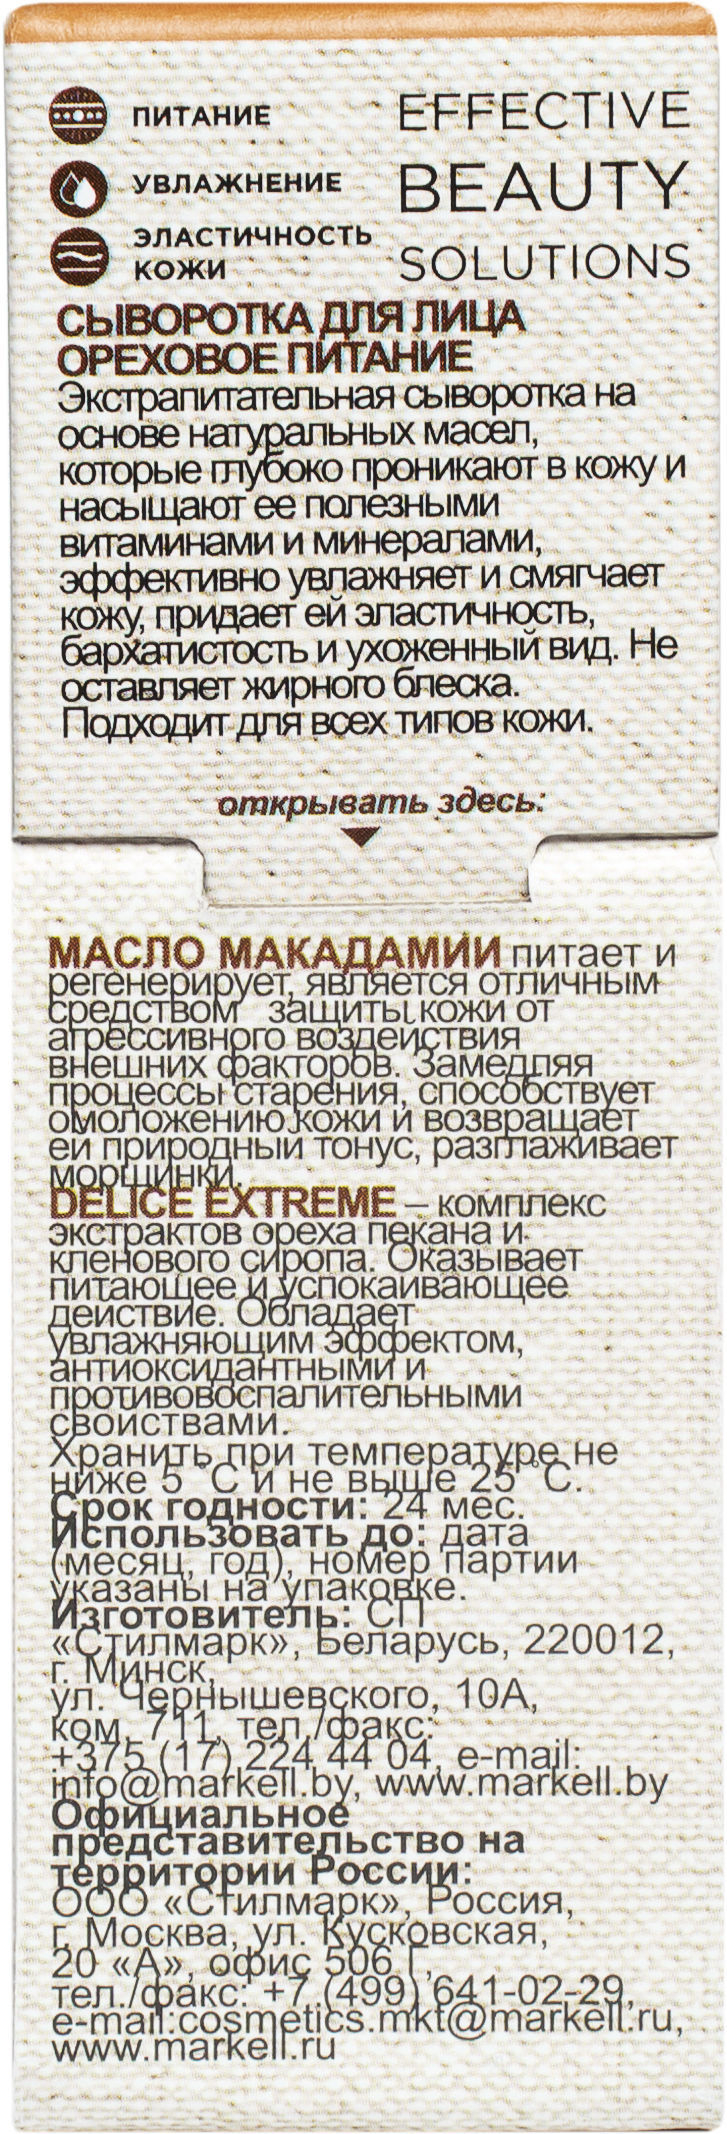 ПИТАНИЕ
УВЛАЖНЕНИЕ
ЭЛАСТИЧНОСТЬ
КОЖИ
EFFECTIVE
BEAUTY
SOLUTIONS
СЫВОРОТКА ДЛЯ ЛИЦА
ОРЕХОВОЕ ПИТАНИЕ
Экстрапитательная сыворотка на
основе натуральных масел,
которые глубоко проникают в кожу и
насыщают ее полезными
витаминами и минералами,
эффективно увлажняет и смягчает
кожу, придает ей эластичность,
бархатистость и ухоженный вид. Не
оставляет жирного блеска.
Подходит для всех типов кожи.
открывать здесь:
МАСЛО МАКАДАМИИ питает и
регенерирует, является отличным
средством защиты кожи от
агрессивного воздействия
внешних факторов. Замедляя
процессы старения, способствует
омоложению кожи и возвращает
ей природный тонус, разглаживает
морщинки.
DELICE EXTREME – комплекс
экстрактов ореха пекана и
кленового сиропа. Оказывает
питающее и успокаивающее
действие. Обладает
увлажняющим эффектом,
антиоксидантными и
противовоспалительными
свойствами.
Хранить при температуре не
ниже 5 °С и не выше 25 °С.
Срок годности: 24 мес.
Использовать до: дата
(месяц, год), номер партии
указаны на упаковке.
Изготовитель: СП
«Стилмарк», Беларусь, 220012,
г. Минск,
ул. Чернышевского, 10А,
ком. 711, тел./факс:
+375 (17) 224 44 04, e-mail:
info@markell.by, www.markell.by
Официальное
представительство на
территории России:
ООО «Стилмарк», Россия,
г. Москва, ул. Кусковская,
20 «А», офис 506 Г,
тел./факс: +7 (499) 641-02-29,
e-mail:cosmetics.mkt@markell.ru,
www.markell.ru